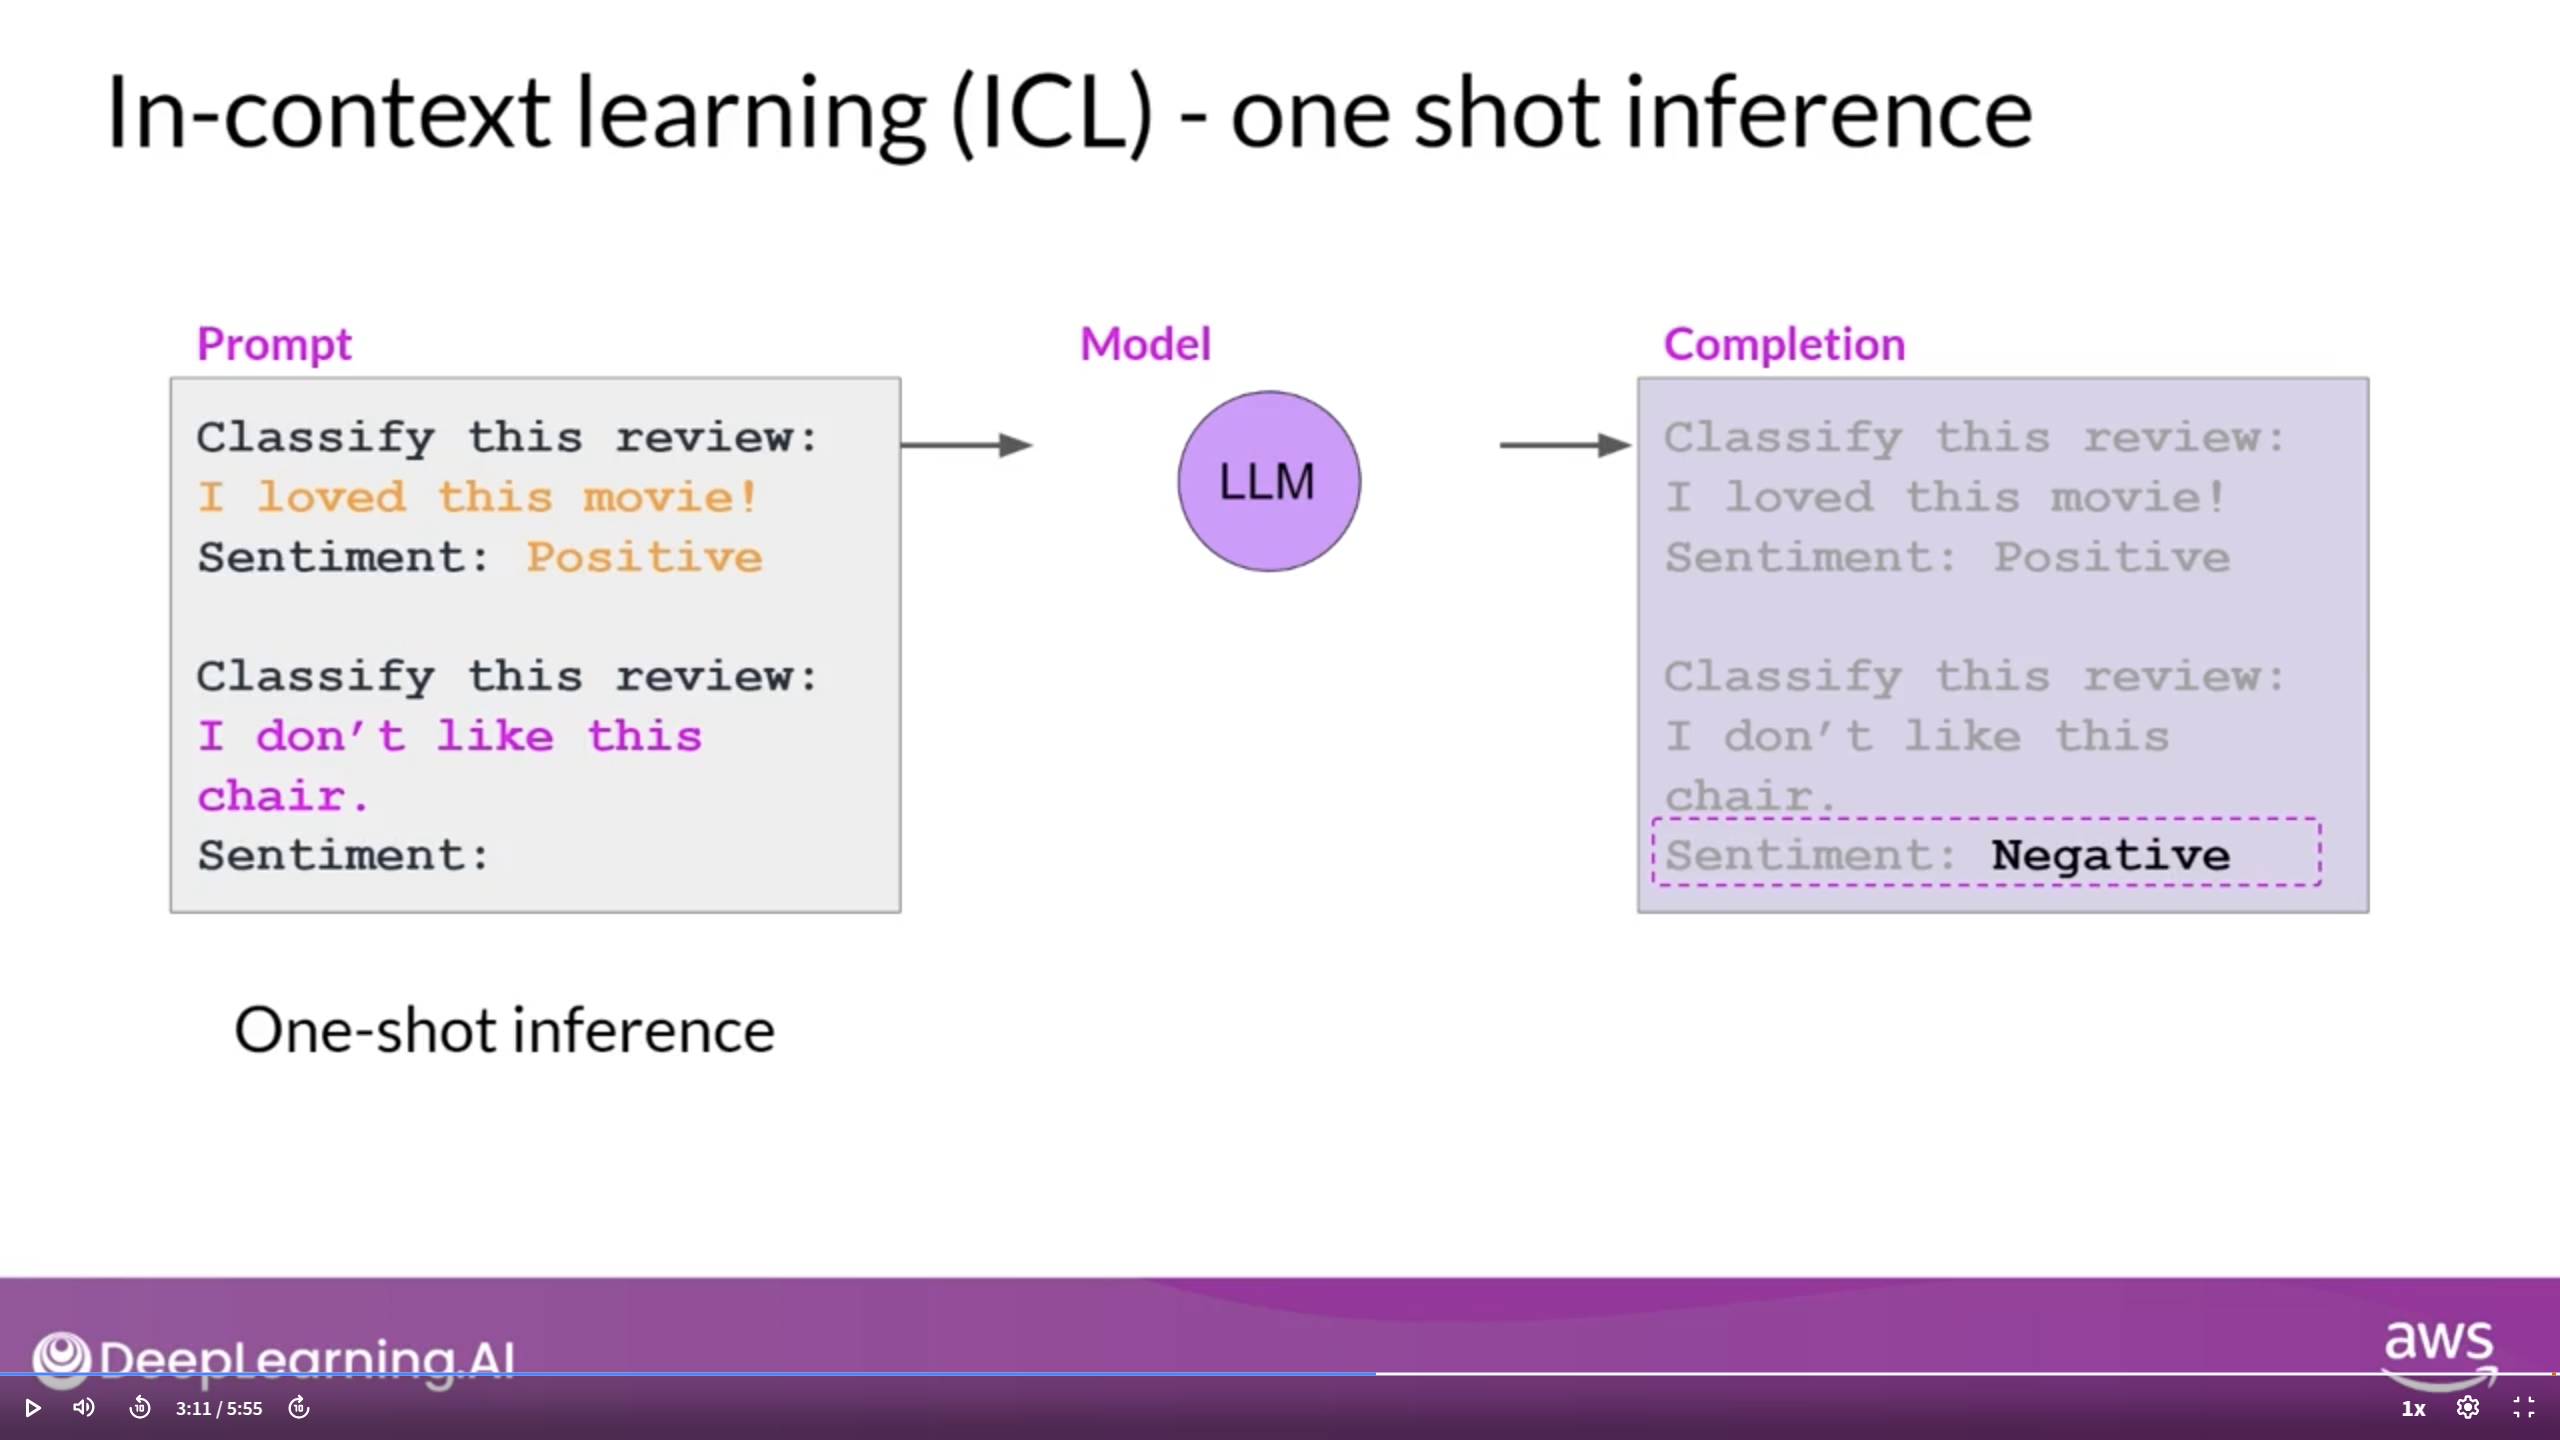 In-context learning (ICL) - one shot inference
Prompt
Classify this review:
I loved this movie!
Sentiment: Positive
Classify this review:
I don’t like this
chair.
Sentiment:
One-shot inference
Model
LLM
Completion
Classify this review:
I loved this movie!
Sentiment: Positive
Classify this review:
I don’t like this
chair.
Sentiment: Negative
DeepLearning.AI
aws
10
3:11 / 5:55
10
1x